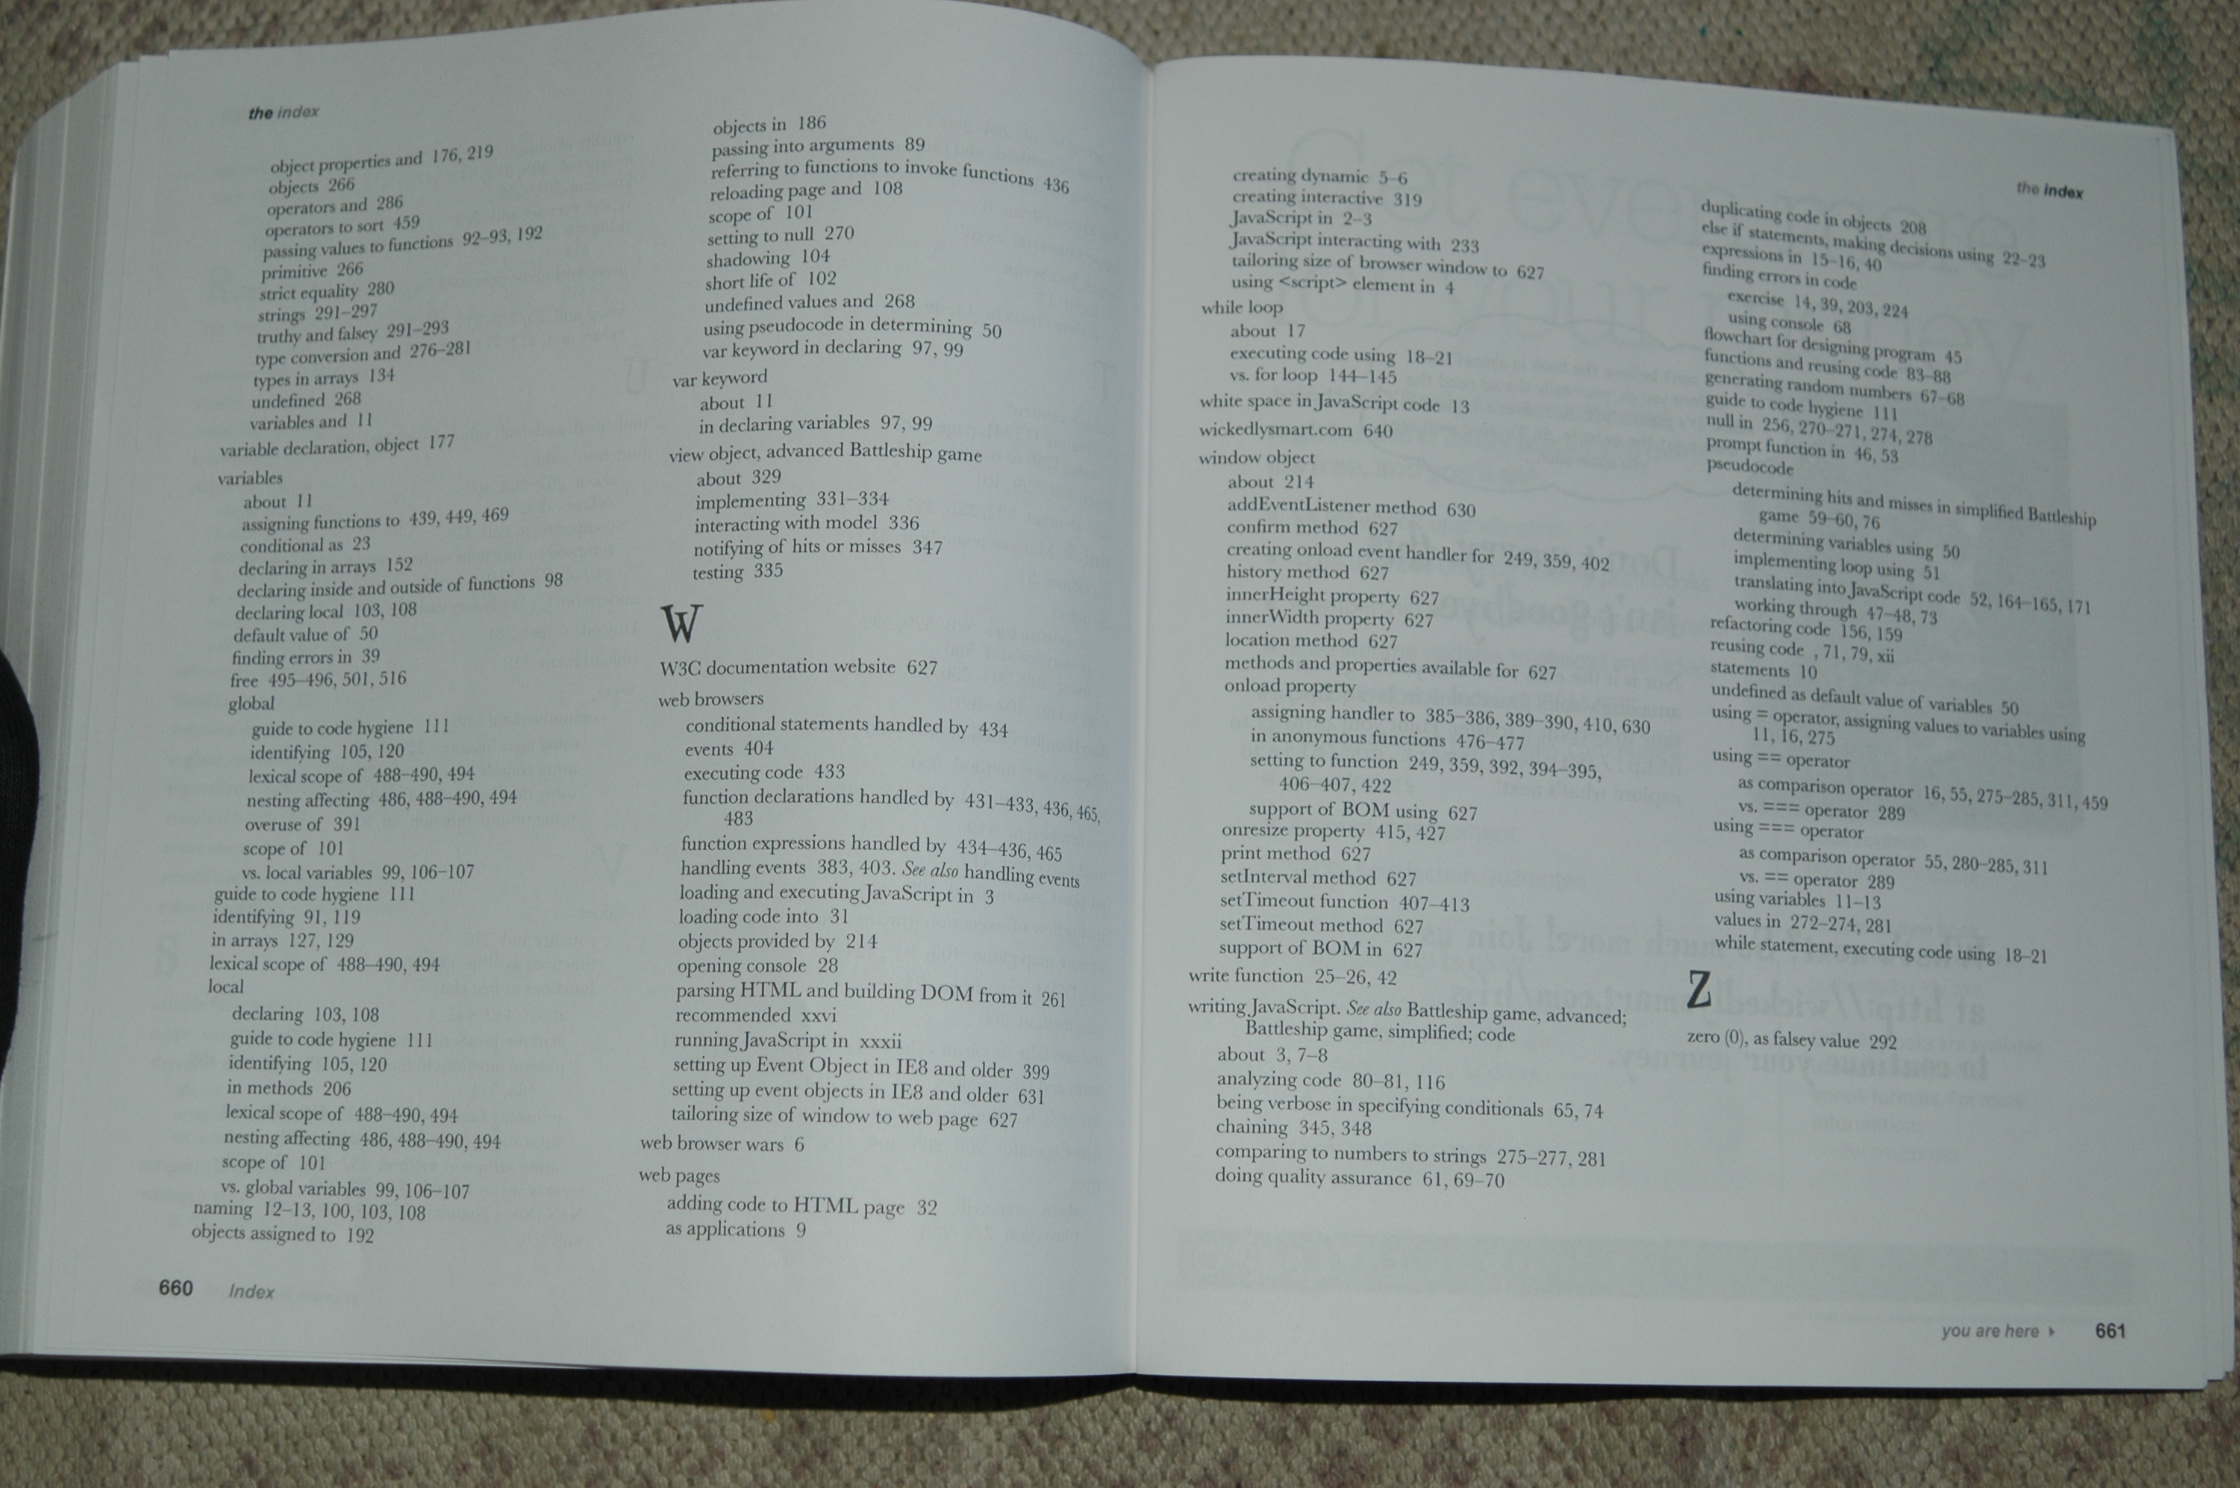 the index
object properties and 176, 219
objects 266
operators and 286
operators to sort 459
passing values to functions 92–93, 192
primitive 266
strict equality 280
strings 291–297
truthy and falsey 291–293
type conversion and 276–281
types in arrays 134
undefined 268
variables and 11
variable declaration, object 177
variables
about 11
assigning functions to 439, 449, 469
conditional as 23
declaring in arrays 152
declaring inside and outside of functions 98
declaring local 103, 108
default value of 50
finding errors in 39
free 495–496, 501, 516
global
guide to code hygiene 111
identifying 105, 120
lexical scope of 488–490, 494
nesting affecting 486, 488–490, 494
overuse of 391
scope of 101
vs. local variables 99, 106–107
guide to code hygiene 111
identifying 91, 119
in arrays 127, 129
lexical scope of 488–490, 494
local
declaring 103, 108
guide to code hygiene 111
identifying 105, 120
in methods 206
lexical scope of 488–490, 494
nesting affecting 486, 488–490, 494
scope of 101
vs. global variables 99, 106–107
naming 12–13, 100, 103, 108
objects assigned to 192
objects in 186
passing into arguments 89
referring to functions to invoke functions 436
reloading page and 108
scope of 101
setting to null 270
shadowing 104
short life of 102
undefined values and 268
using pseudocode in determining 50
var keyword in declaring 97, 99
var keyword
about 11
in declaring variables 97, 99
view object, advanced Battleship game
about 329
implementing 331–334
interacting with model 336
notifying of hits or misses 347
testing 335
W
W3C documentation website 627
web browsers
conditional statements handled by 434
events 404
executing code 433
function declarations handled by 431–433, 436, 465,
483
function expressions handled by 434–436, 465
handling events 383, 403. See also handling events
loading and executing JavaScript in 3
loading code into 31
objects provided by 214
opening console 28
parsing HTML and building DOM from it 261
recommended xxvi
running JavaScript in xxxii
setting up Event Object in IE8 and older 399
setting up event objects in IE8 and older 631
tailoring size of window to web page 627
web browser wars 6
web pages
adding code to HTML page 32
as applications 9
660 Index
the index
creating dynamic 5–6
creating interactive 319
JavaScript in 2–3
JavaScript interacting with 233
tailoring size of browser window to 627
using <script> element in 4
while loop
about 17
executing code using 18–21
vs. for loop 144–145
white space in JavaScript code 13
wickedlysmart.com 640
window object
about 214
addEventListener method 630
confirm method 627
creating onload event handler for 249, 359, 402
history method 627
innerHeight property 627
innerWidth property 627
location method 627
methods and properties available for 627
onload property
assigning handler to 385–386, 389–390, 410, 630
in anonymous functions 476–477
setting to function 249, 359, 392, 394–395,
406–407, 422
support of BOM using 627
onresize property 415, 427
print method 627
setInterval method 627
setTimeout function 407–413
setTimeout method 627
support of BOM in 627
write function 25–26, 42
writing JavaScript. See also Battleship game, advanced;
Battleship game, simplified; code
about 3, 7–8
analyzing code 80–81, 116
being verbose in specifying conditionals 65, 74
chaining 345, 348
comparing to numbers to strings 275–277, 281
doing quality assurance 61, 69–70
duplicating code in objects 208
else if statements, making decisions using 22–23
expressions in 15–16, 40
finding errors in code
exercise 14, 39, 203, 224
using console 68
flowchart for designing program 45
functions and reusing code 83–88
generating random numbers 67–68
guide to code hygiene 111
null in 256, 270–271, 274, 278
prompt function in 46, 53
pseudocode
determining hits and misses in simplified Battleship
game 59–60, 76
determining variables using 50
implementing loop using 51
translating into JavaScript code 52, 164–165, 171
working through 47–48, 73
refactoring code 156, 159
reusing code , 71, 79, xii
statements 10
undefined as default value of variables 50
using = operator, assigning values to variables using
11, 16, 275
using == operator
as comparison operator 16, 55, 275–285, 311, 459
vs. === operator 289
using === operator
as comparison operator 55, 280–285, 311
vs. == operator 289
using variables 11–13
values in 272–274, 281
while statement, executing code using 18–21
Z
zero (0), as falsey value 292
you are here ▸ 661